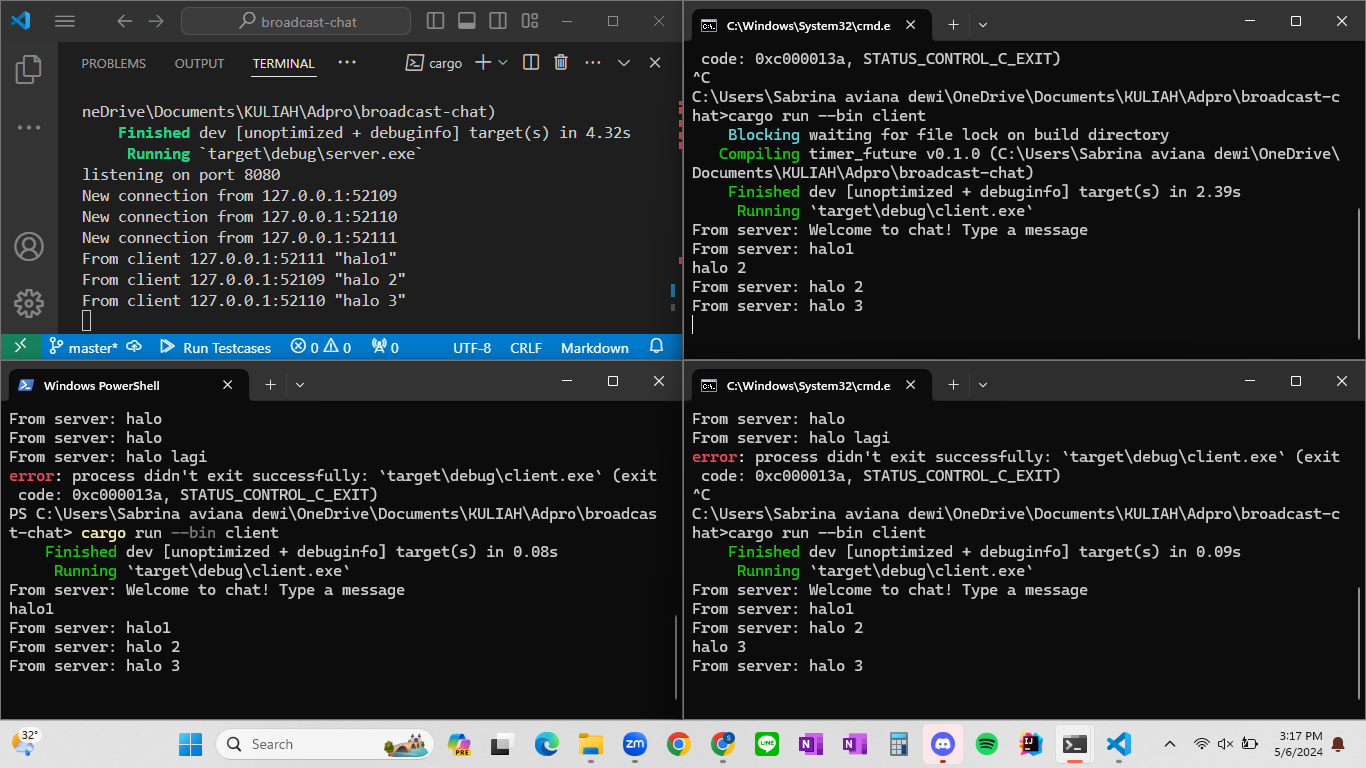 broadcast-chat
PROBLEMS OUTPUT TERMINAL ··· cargo
neDrive\Documents\KULIAH\Adpro\broadcast-chat)
Finished dev [unoptimized + debuginfo] target(s) in 4.32s
Running `target\debug\server.exe`
listening on port 8080
New connection from 127.0.0.1:52109
New connection from 127.0.0.1:52110
New connection from 127.0.0.1:52111
From client 127.0.0.1:52111 "halo1"
From client 127.0.0.1:52109 "halo 2"
From client 127.0.0.1:52110 "halo 3"
master* Run Testcases 0 0 0 UTF-8 CRLF Markdown
C:\Windows\System32\cmd.e
code: 0xc000013a, STATUS_CONTROL_C_EXIT)
^C
C:\Users\Sabrina aviana dewi\OneDrive\Documents\KULIAH\Adpro\broadcast-c
hat>cargo run --bin client
Blocking waiting for file lock on build directory
Compiling timer_future v0.1.0 (C:\Users\Sabrina aviana dewi\OneDrive\
Documents\KULIAH\Adpro\broadcast-chat)
Finished dev [unoptimized + debuginfo] target(s) in 2.39s
Running `target\debug\client.exe`
From server: Welcome to chat! Type a message
From server: halo1
halo 2
From server: halo 2
From server: halo 3
Windows PowerShell
From server: halo
From server: halo
From server: halo lagi
error: process didn't exit successfully: `target\debug\client.exe` (exit
code: 0xc000013a, STATUS_CONTROL_C_EXIT)
PS C:\Users\Sabrina aviana dewi\OneDrive\Documents\KULIAH\Adpro\broadcas
t-chat> cargo run --bin client
Finished dev [unoptimized + debuginfo] target(s) in 0.08s
Running `target\debug\client.exe`
From server: Welcome to chat! Type a message
halo1
From server: halo1
From server: halo 2
From server: halo 3
C:\Windows\System32\cmd.e
From server: halo
From server: halo lagi
error: process didn't exit successfully: `target\debug\client.exe` (exit
code: 0xc000013a, STATUS_CONTROL_C_EXIT)
^C
C:\Users\Sabrina aviana dewi\OneDrive\Documents\KULIAH\Adpro\broadcast-c
hat>cargo run --bin client
Finished dev [unoptimized + debuginfo] target(s) in 0.09s
Running `target\debug\client.exe`
From server: Welcome to chat! Type a message
From server: halo1
From server: halo 2
halo 3
From server: halo 3
32°
Search
PRE
zm
LINE
N
N
S
IJ
3:17 PM
5/6/2024